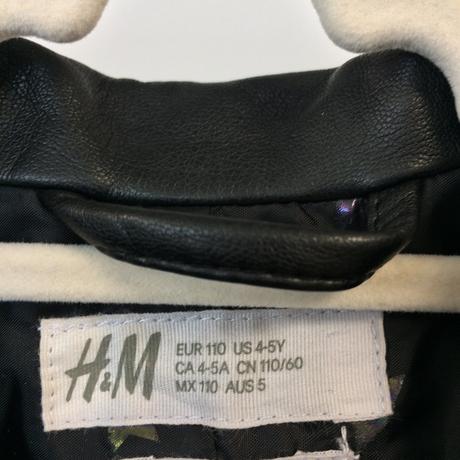 H&M
EUR 110 US 4-5Y
CA 4-5A CN 110/60
MX 110 AUS 5